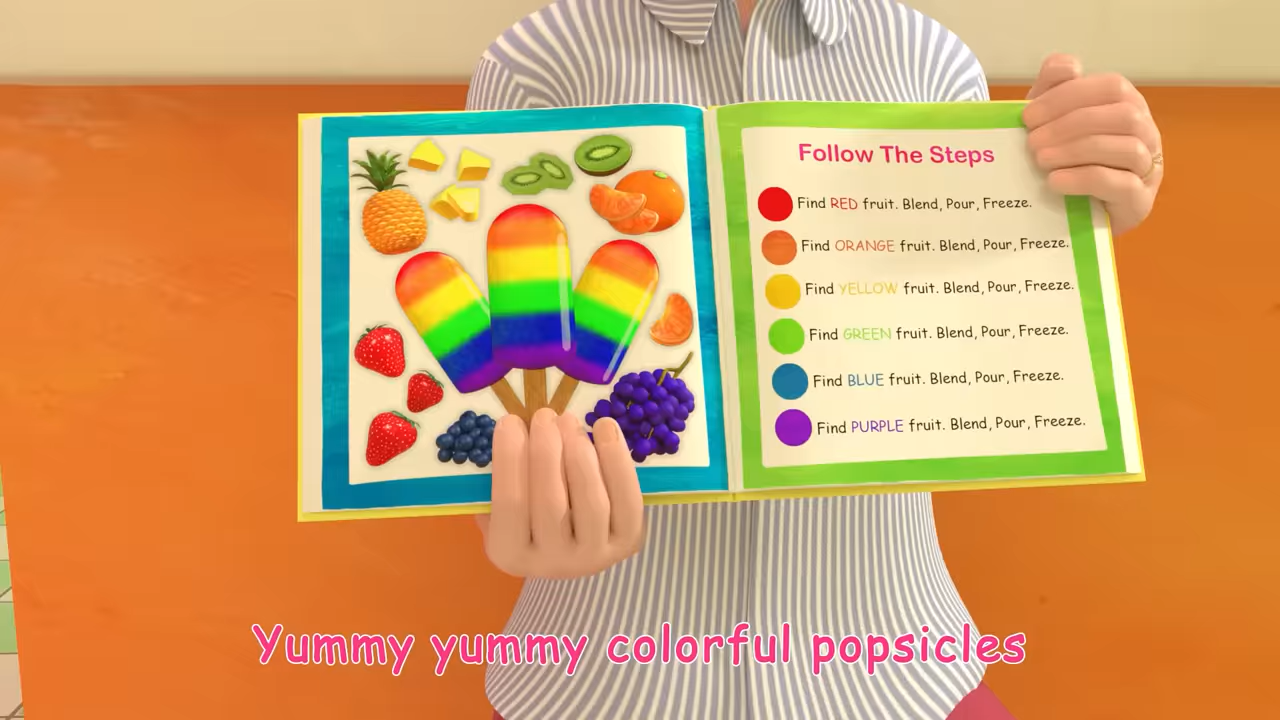 Follow The Steps
Find RED fruit. Blend, Pour, Freeze.
Find ORANGE fruit. Blend, Pour, Freeze.
Find YELLOW fruit. Blend, Pour, Freeze.
Find GREEN fruit. Blend, Pour, Freeze.
Find BLUE fruit. Blend, Pour, Freeze.
Find PURPLE fruit. Blend, Pour, Freeze.
Yummy yummy colorful popsicles